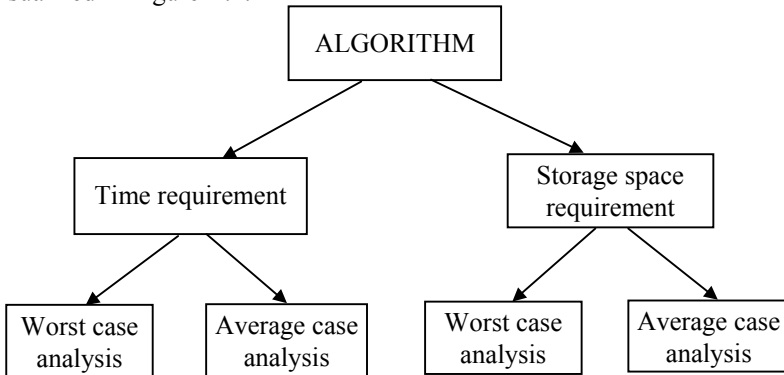 ALGORITHM
Time requirement
Storage space
requirement
Worst case
analysis
Average case
analysis
Worst case
analysis
Average case
analysis